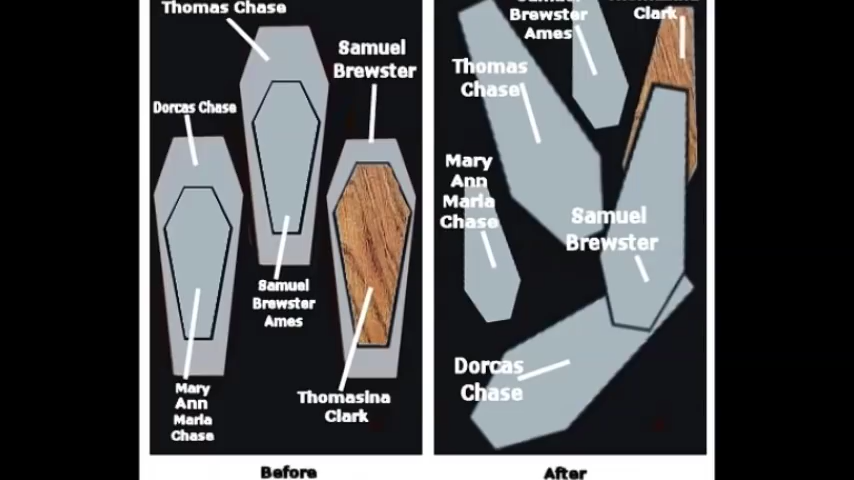 Thomas Chase
Samuel
Brewster
Dorcas Chase
Samuel
Brewster
Ames
Mary
Ann
Maria
Chase
Thomasina
Clark
Before
Samuel
Brewster
Ames
Thomasina
Clark
Thomas
Chase
Mary
Ann
Maria
Chase
Samuel
Brewster
Dorcas
Chase
After